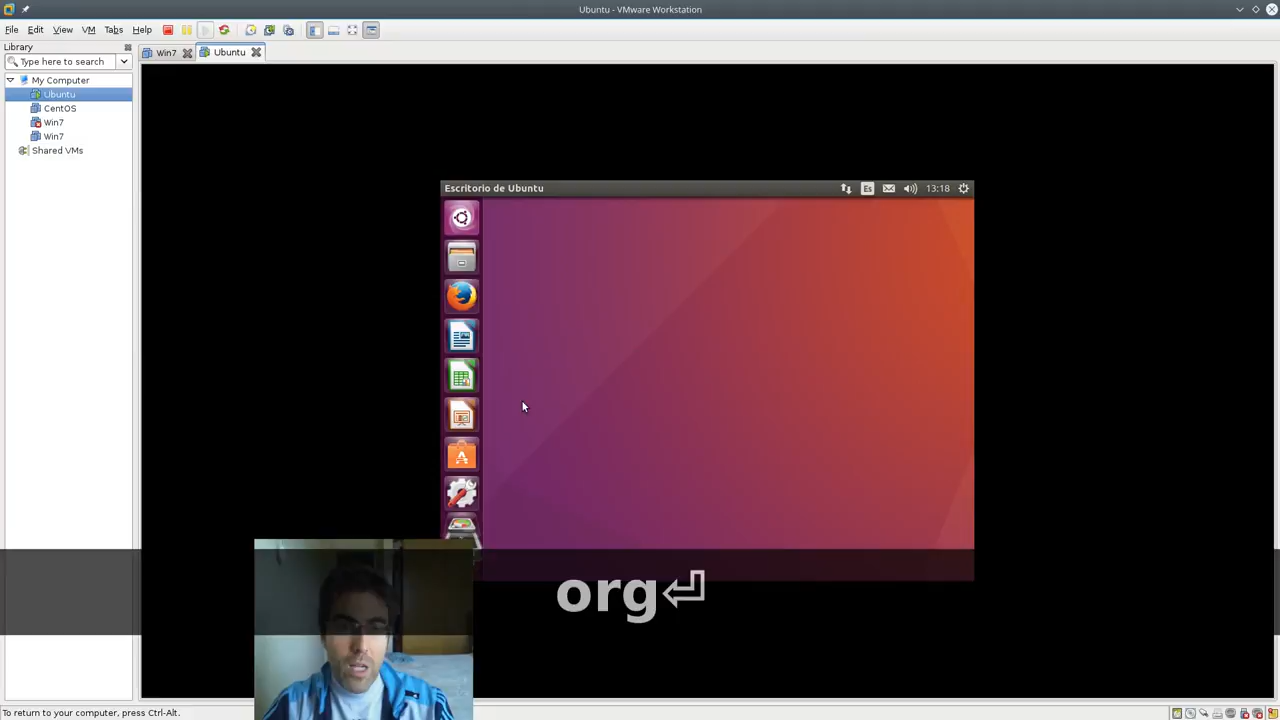 Ubuntu - VMware Workstation
File Edit View VM Tabs Help
Library
Type here to search
Win7
Ubuntu
My Computer
Ubuntu
CentOS
Win7
Win7
Shared VMs
Escritorio de Ubuntu
Es
13:18
org⏎
To return to your computer, press Ctrl-Alt.